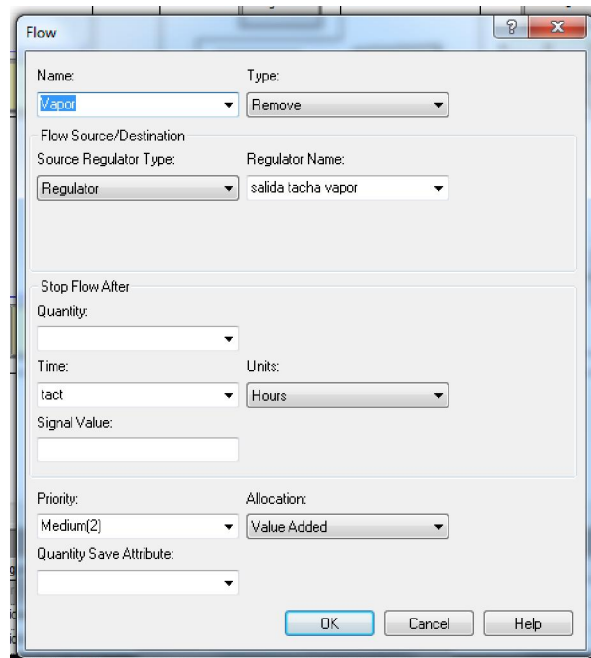 Flow
Name: Type:
Vapor Remove
Flow Source/Destination
Source Regulator Type: Regulator Name:
Regulator salida tacha vapor
Stop Flow After
Quantity:
Time: Units:
tact Hours
Signal Value:
Priority: Allocation:
Medium(2) Value Added
Quantity Save Attribute:
OK Cancel Help